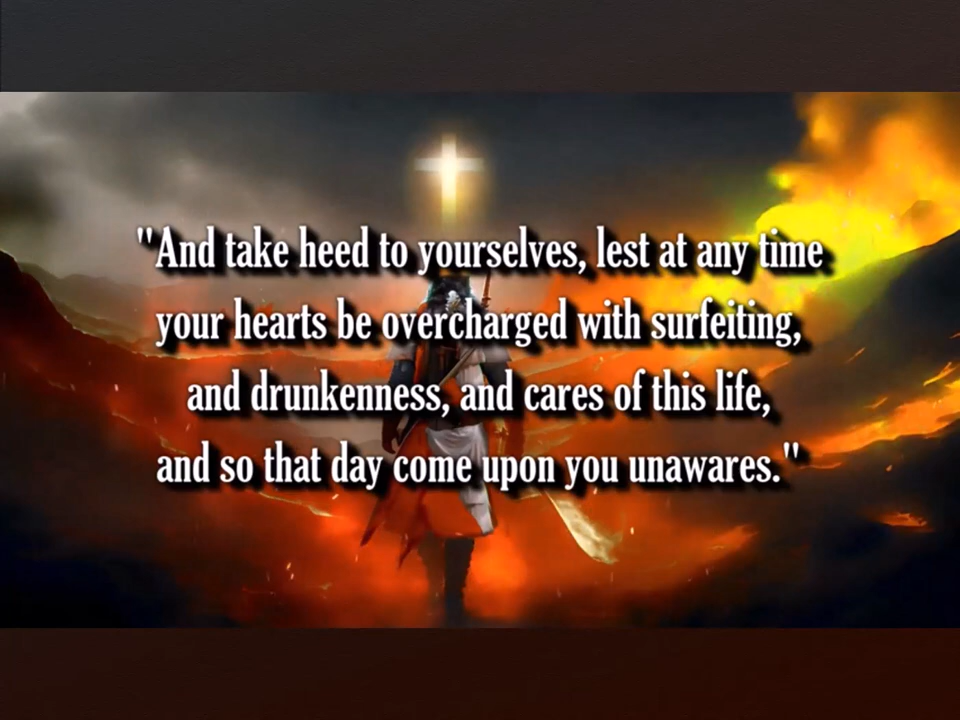 "And take heed to yourselves, lest at any time
your hearts be overcharged with surfeiting,
and drunkenness, and cares of this life,
and so that day come upon you unawares."